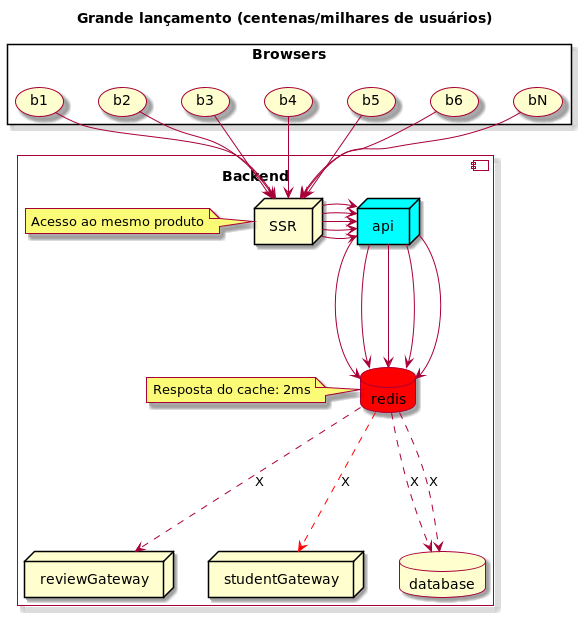 Grande lançamento (centenas/milhares de usuários)
Browsers
b1
b2
b3
b4
b5
b6
bN
Backend
Acesso ao mesmo produto
SSR
api
Resposta do cache: 2ms
redis
X
X
X
X
reviewGateway
studentGateway
database